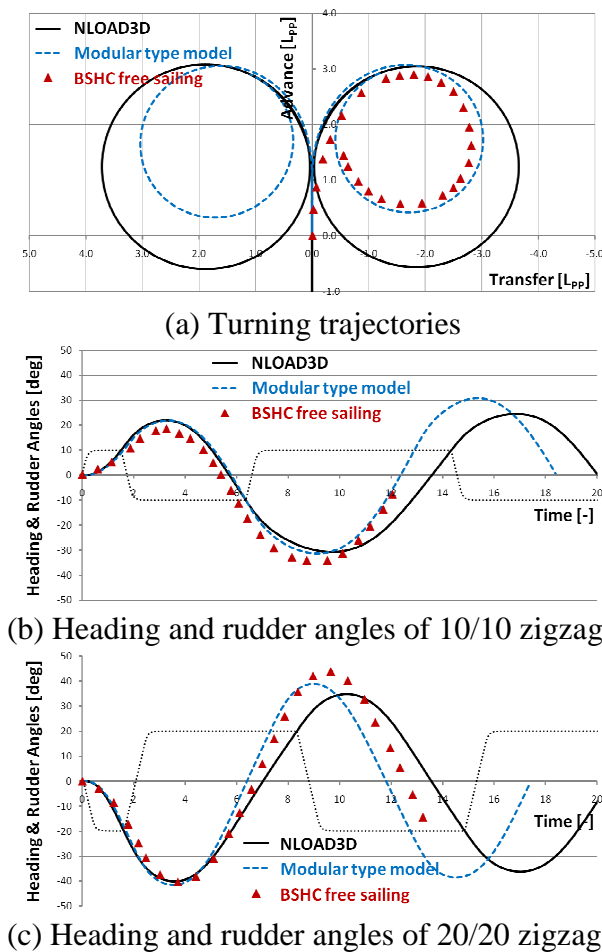 NLOAD3D
Modular type model
BSHC free sailing
Advance [LPP]
4.0
3.0
2.0
1.0
0.0
-1.0
5.0 4.0 3.0 2.0 1.0 0.0 -1.0 -2.0 -3.0 -4.0 -5.0
Transfer [LPP]
(a) Turning trajectories
Heading & Rudder Angles [deg]
50
40
30
20
10
0
-10
-20
-30
-40
-50
NLOAD3D
Modular type model
BSHC free sailing
0 2 4 6 8 10 12 14 16 18 20
Time [-]
(b) Heading and rudder angles of 10/10 zigzag
Heading & Rudder Angles [deg]
50
40
30
20
10
0
-10
-20
-30
-40
-50
0 2 4 6 8 10 12 14 16 18 20
Time [-]
NLOAD3D
Modular type model
BSHC free sailing
(c) Heading and rudder angles of 20/20 zigzag